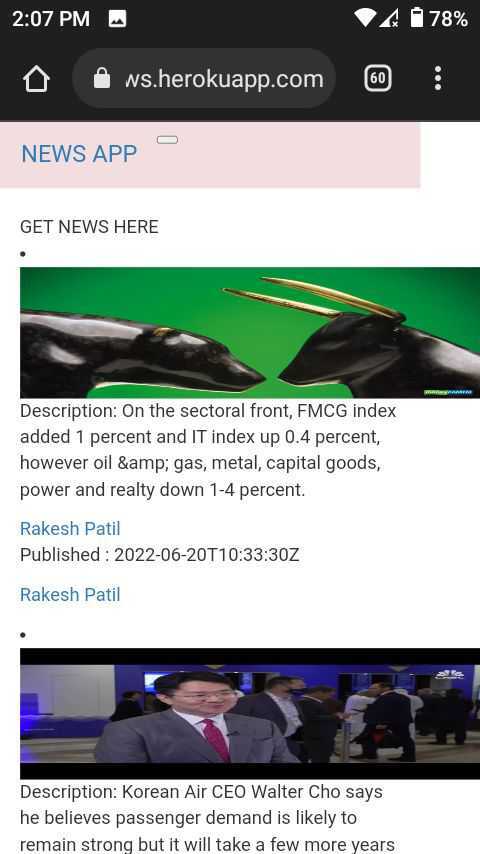 2:07 PM
78%
ws.herokuapp.com
60
NEWS APP
GET NEWS HERE
moneycontrol
Description: On the sectoral front, FMCG index
added 1 percent and IT index up 0.4 percent,
however oil &amp; gas, metal, capital goods,
power and realty down 1-4 percent.
Rakesh Patil
Published : 2022-06-20T10:33:30Z
Rakesh Patil
CNBC
Description: Korean Air CEO Walter Cho says
he believes passenger demand is likely to
remain strong but it will take a few more years